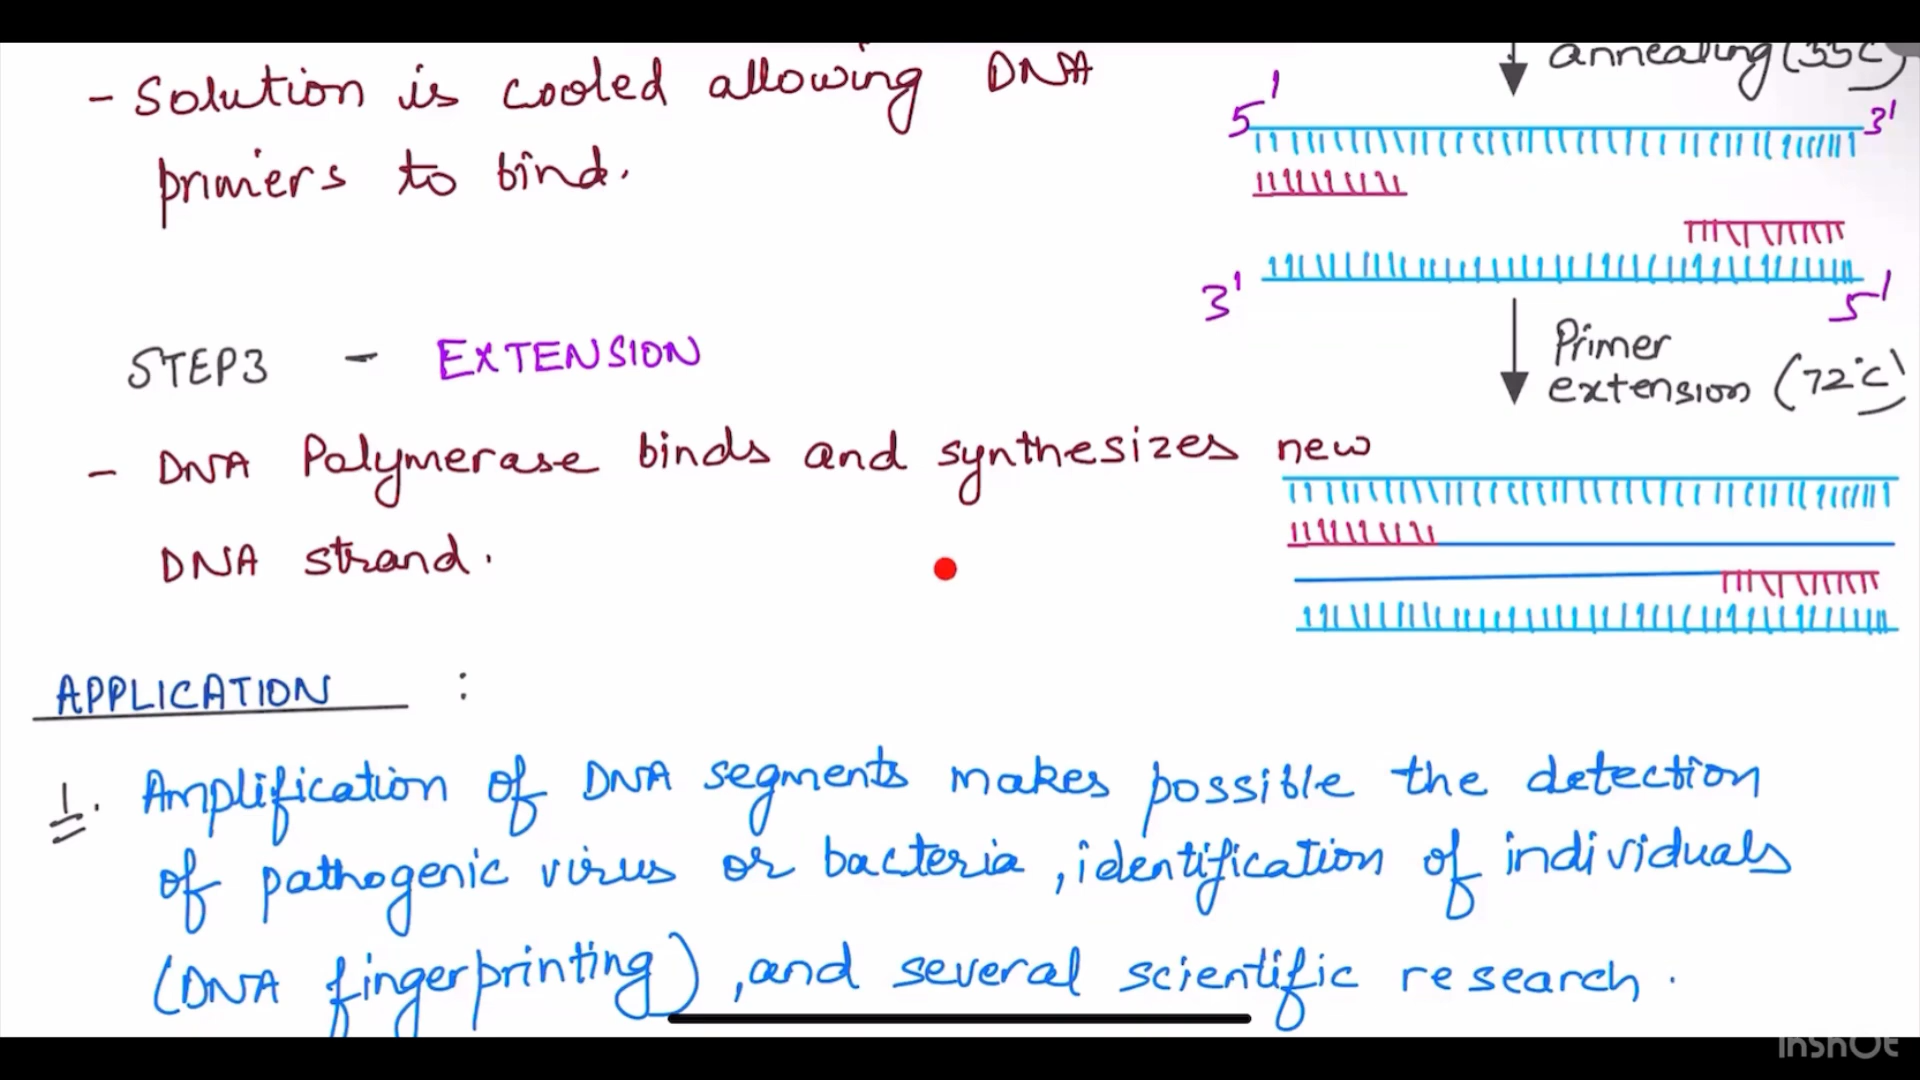 - Solution is cooled allowing DNA
primers to bind.
annealing (55c)
5' 3'
3' 5'
Primer
extension (72°c)
STEP3 - EXTENSION
- DNA Polymerase binds and synthesizes new
DNA strand.
APPLICATION :
1. Amplification of DNA segments makes possible the detection
of pathogenic virus or bacteria, identification of individuals
(DNA fingerprinting), and several scientific research.
InShOt